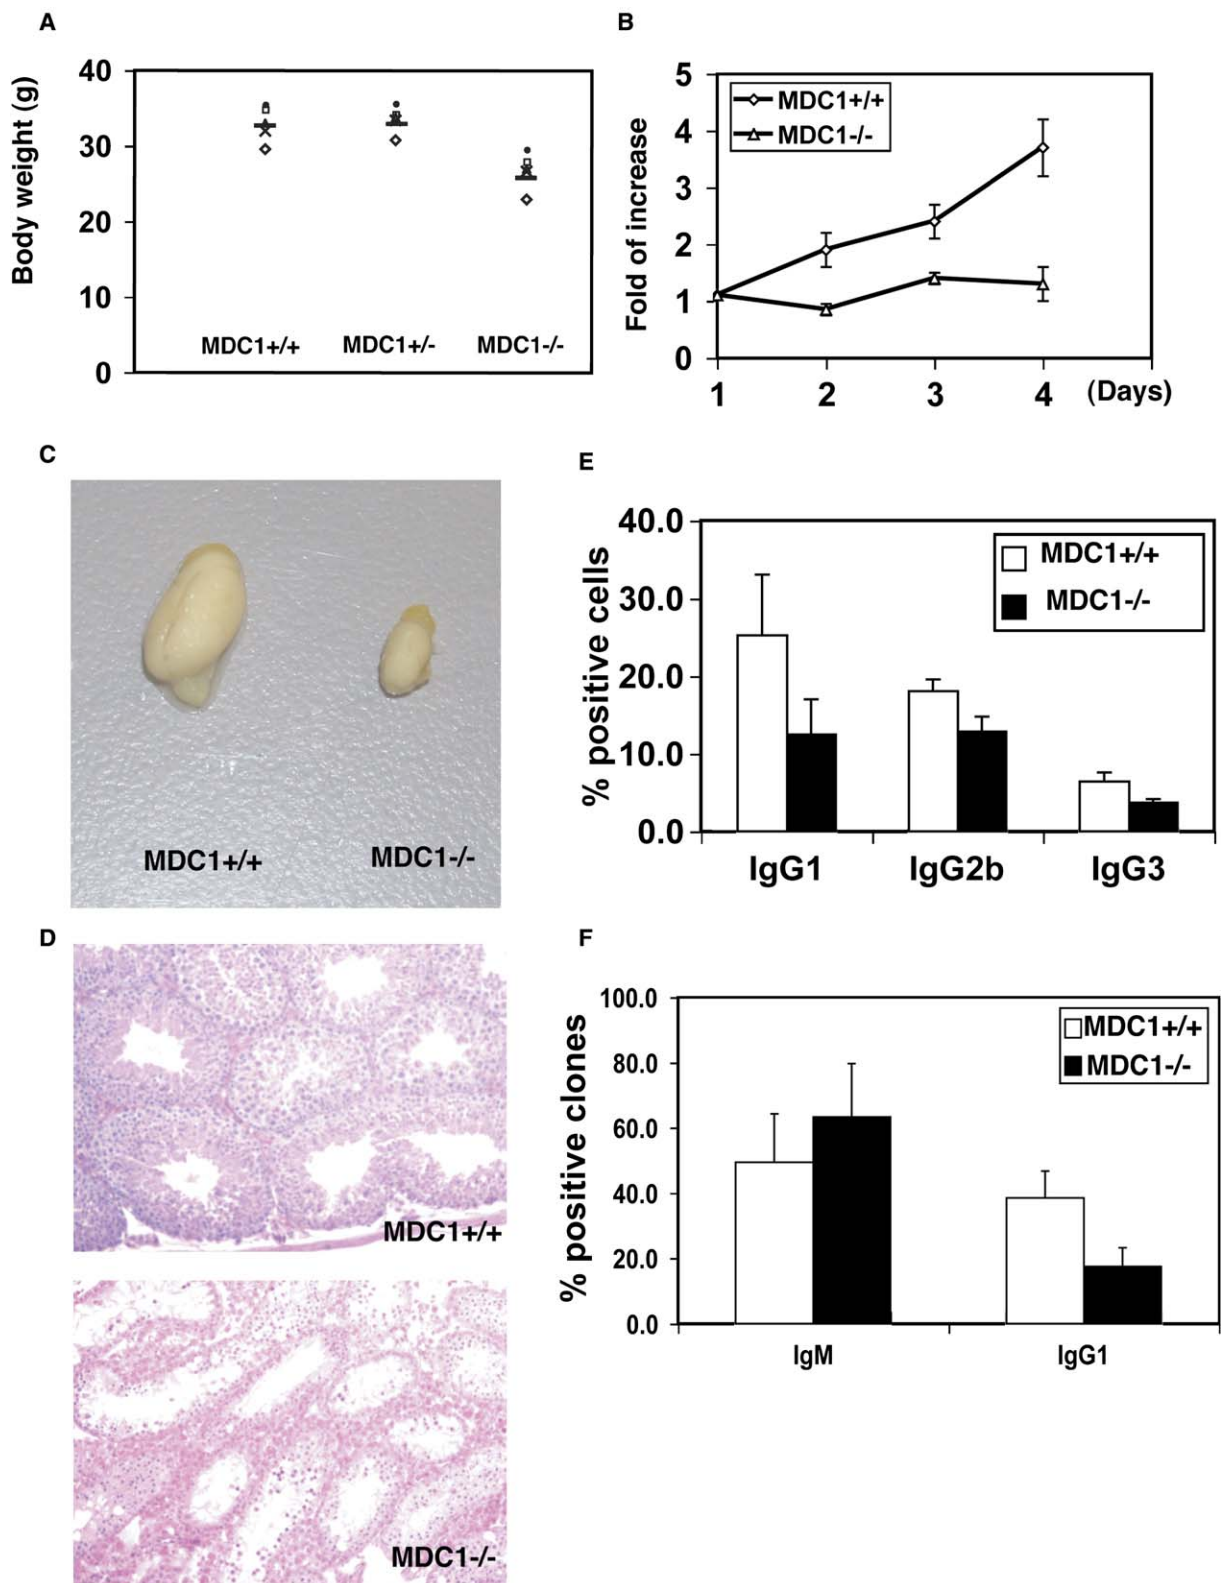 A
Body weight (g)
40
30
20
10
0
MDC1+/+ MDC1+/- MDC1-/-
B
Fold of increase
5
4
3
2
1
0
MDC1+/+
MDC1-/-
1 2 3 4 (Days)
C
MDC1+/+ MDC1-/-
E
% positive cells
40.0
30.0
20.0
10.0
0.0
MDC1+/+
MDC1-/-
IgG1 IgG2b IgG3
D
MDC1+/+
MDC1-/-
F
% positive clones
100.0
80.0
60.0
40.0
20.0
0.0
MDC1+/+
MDC1-/-
IgM IgG1